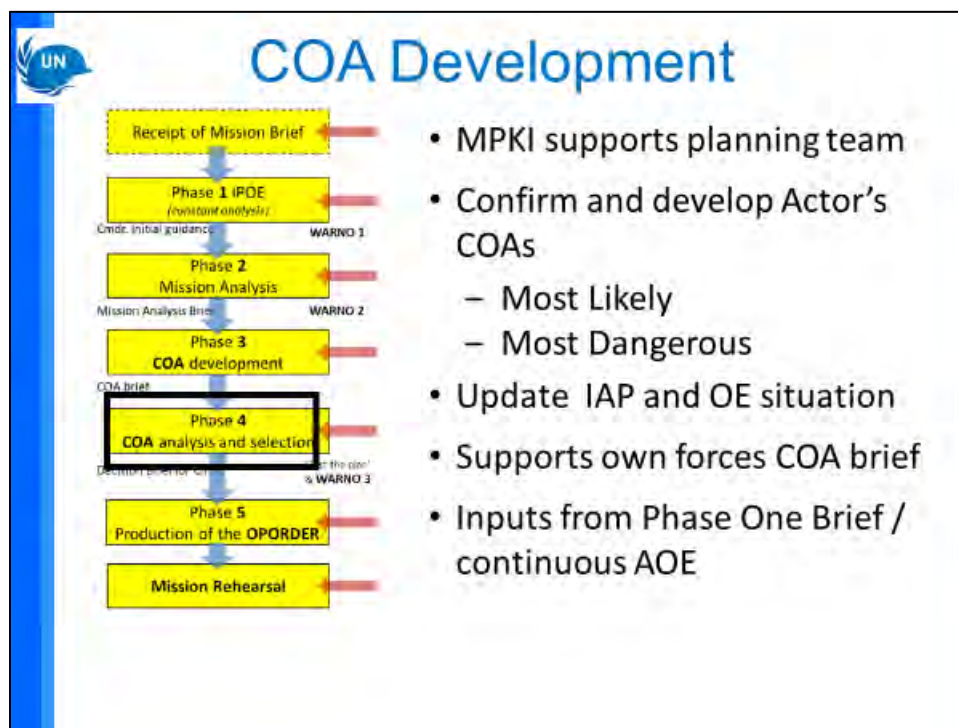 UN
COA Development
Receipt of Mission Brief
Phase 1 IPOE
(constant analysis)
Cmdr. Initial guidance
WARNO 1
Phase 2
Mission Analysis
Mission Analysis Brief
WARNO 2
Phase 3
COA development
COA brief
Phase 4
COA analysis and selection
& WARNO 3
Phase 5
Production of the OPORDER
Mission Rehearsal
• MPKI supports planning team
• Confirm and develop Actor's
COAs
– Most Likely
– Most Dangerous
• Update IAP and OE situation
• Supports own forces COA brief
• Inputs from Phase One Brief /
continuous AOE